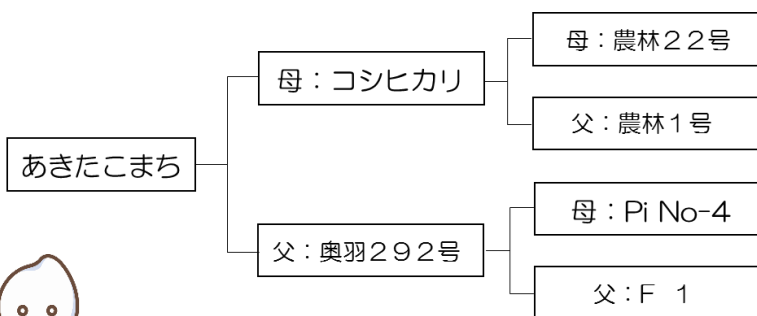 あきたこまち
母：コシヒカリ
母：農林２２号
父：農林１号
父：奥羽２９２号
母：Pi No-4
父：F １